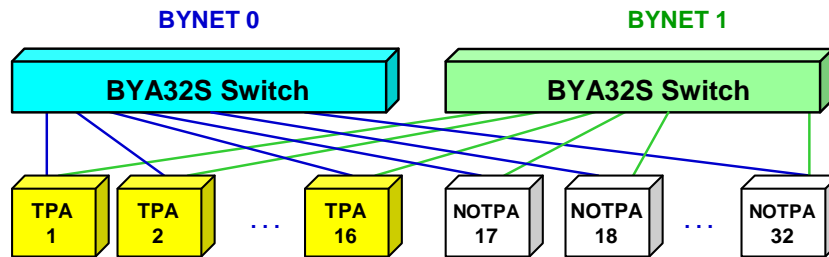 BYNET 0
BYNET 1
BYA32S Switch
BYA32S Switch
TPA
1
TPA
2
. . .
TPA
16
NOTPA
17
NOTPA
18
. . .
NOTPA
32